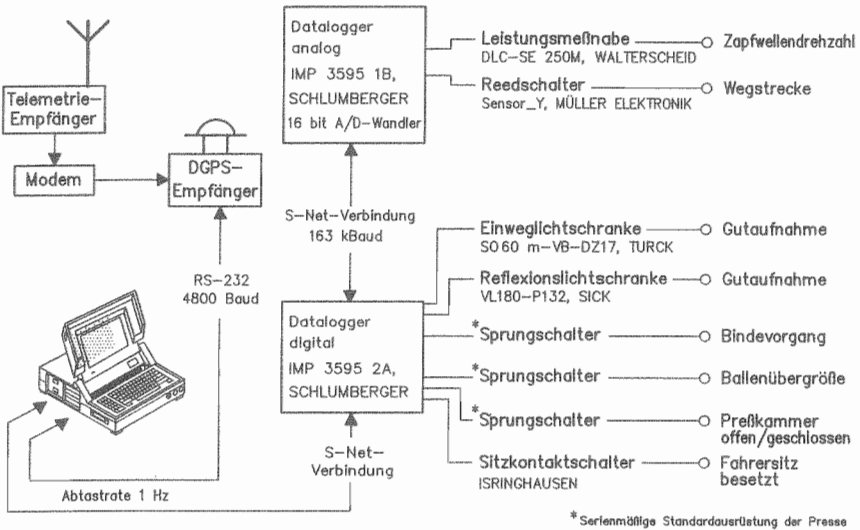 Telemetrie-
Empfänger
Modem
DGPS-
Empfänger
RS-232
4800 Baud
Abtastrate 1 Hz
Datalogger
analog
IMP 3595 1B,
SCHLUMBERGER
16 bit A/D-Wandler
S-Net-Verbindung
163 kBaud
Datalogger
digital
IMP 3595 2A,
SCHLUMBERGER
S-Net-
Verbindung
Leistungsmeßnabe
DLC-SE 250M, WALTERSCHEID
Zapfwellendrehzahl
Reedschalter
Sensor_Y, MÜLLER ELEKTRONIK
Wegstrecke
Einweglichtschranke
SO60 m-VB-DZ17, TURCK
Gutaufnahme
Reflexionslichtschranke
VL180-P132, SICK
Gutaufnahme
*Sprungschalter
Bindevorgang
*Sprungschalter
Ballenübergröße
*Sprungschalter
Preßkammer
offen/geschlossen
Sitzkontaktschalter
ISRINGHAUSEN
Fahrersitz
besetzt
*Serienmäßige Standardausrüstung der Presse